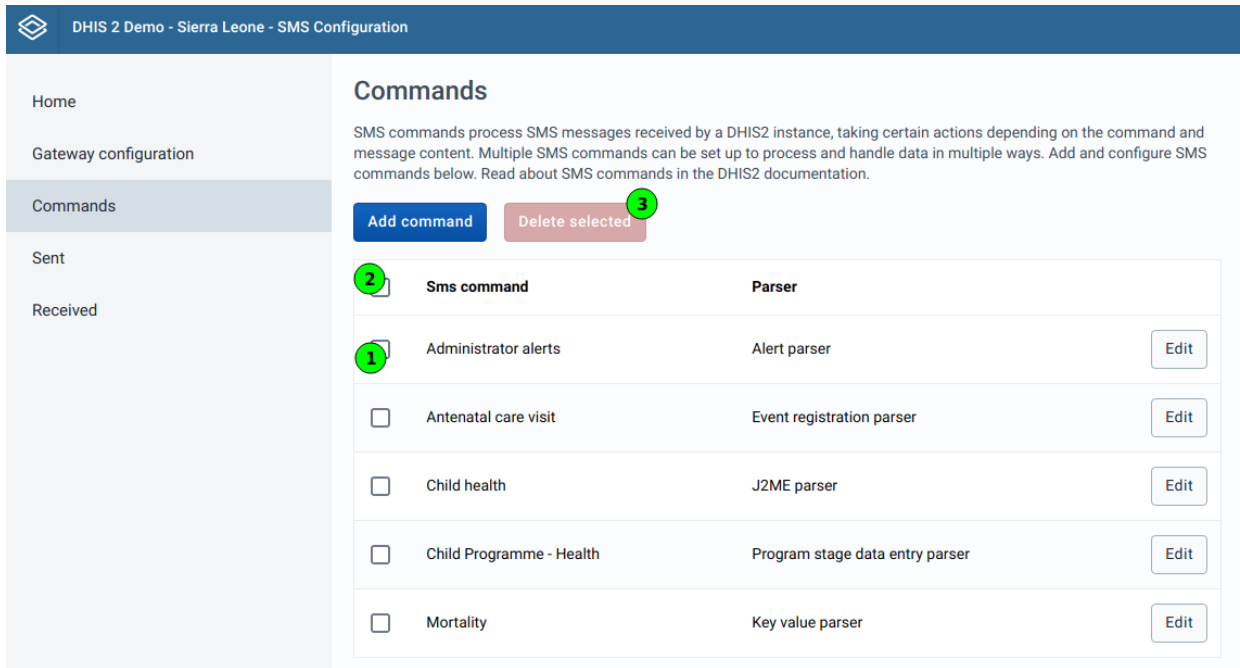 DHIS 2 Demo - Sierra Leone - SMS Configuration
Home
Gateway configuration
Commands
Sent
Received
Commands
SMS commands process SMS messages received by a DHIS2 instance, taking certain actions depending on the command and
message content. Multiple SMS commands can be set up to process and handle data in multiple ways. Add and configure SMS
commands below. Read about SMS commands in the DHIS2 documentation.
Add command Delete selected 3
2 Sms command Parser
1 Administrator alerts Alert parser Edit
Antenatal care visit Event registration parser Edit
Child health J2ME parser Edit
Child Programme - Health Program stage data entry parser Edit
Mortality Key value parser Edit